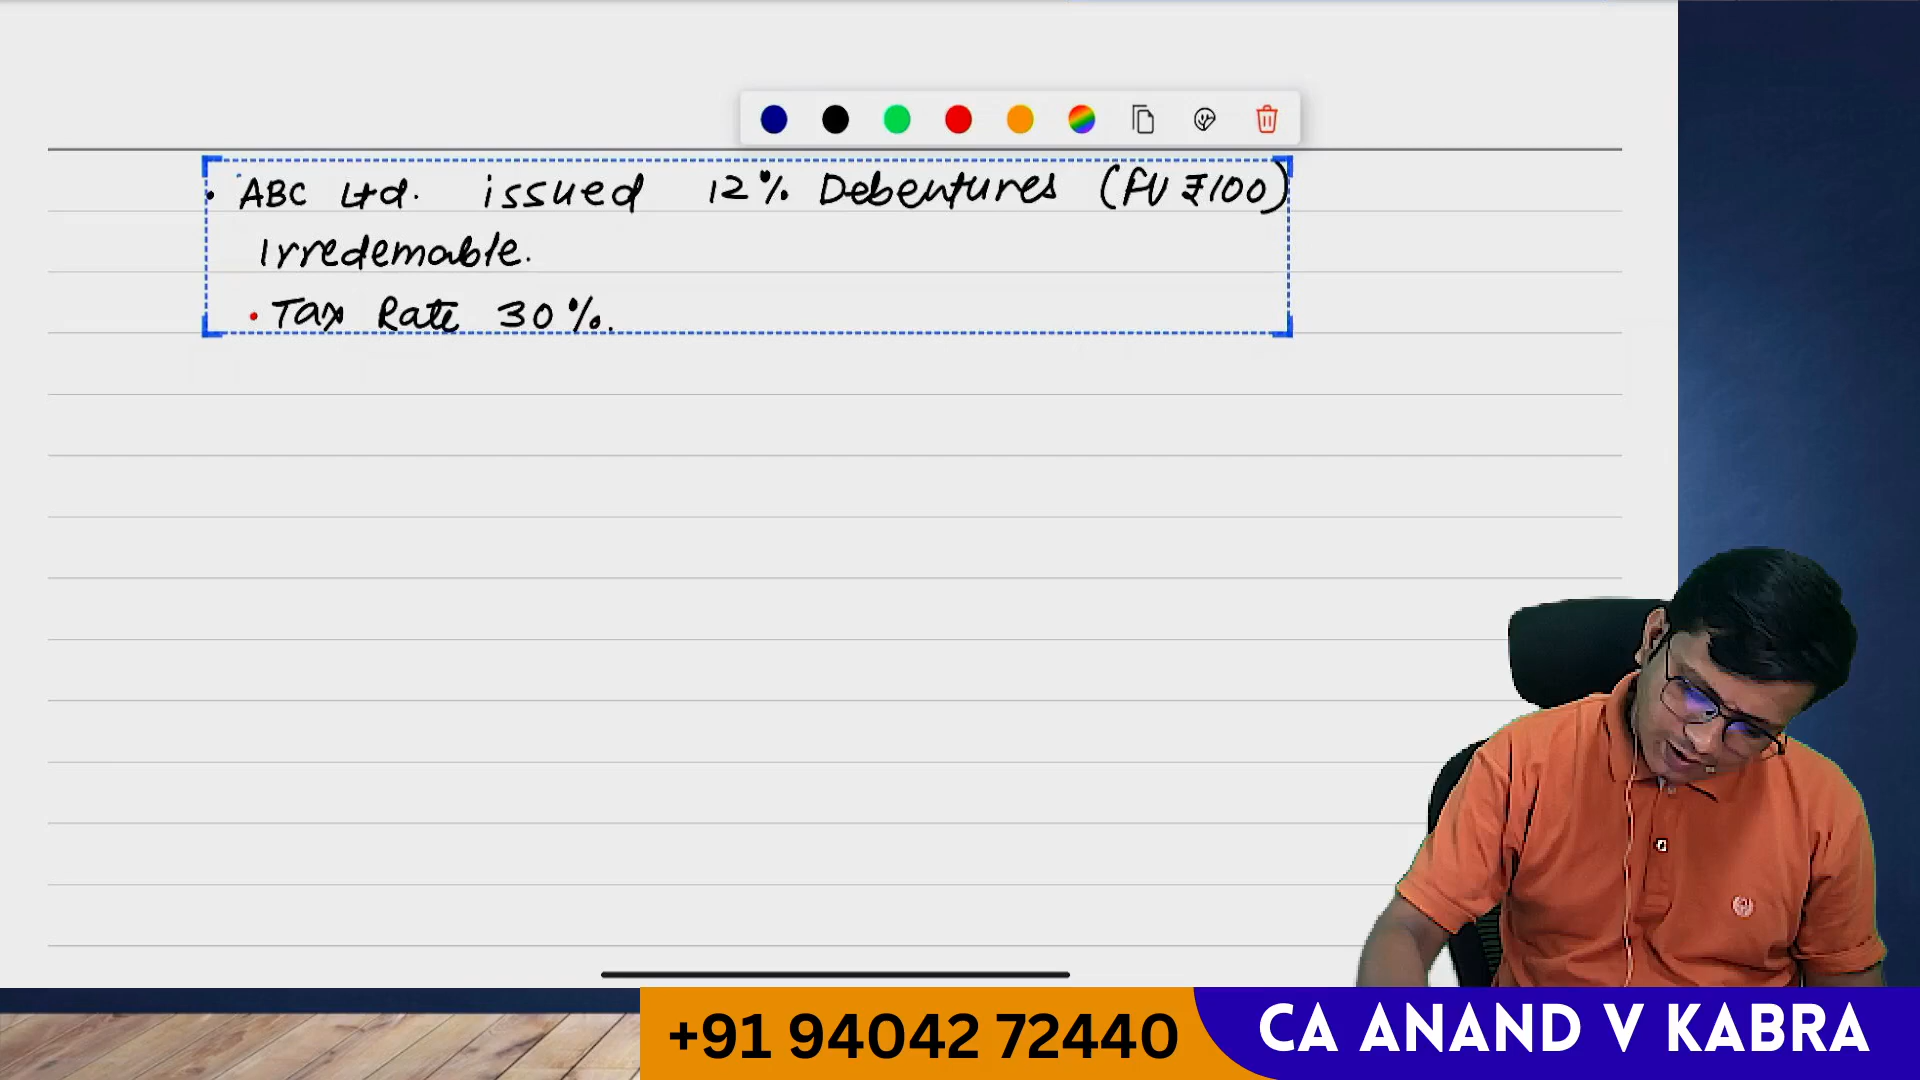 • ABC Ltd. issued 12% Debentures (FV ₹100)
Irredemable.
• Tax Rate 30%.
+91 94042 72440
CA ANAND V KABRA